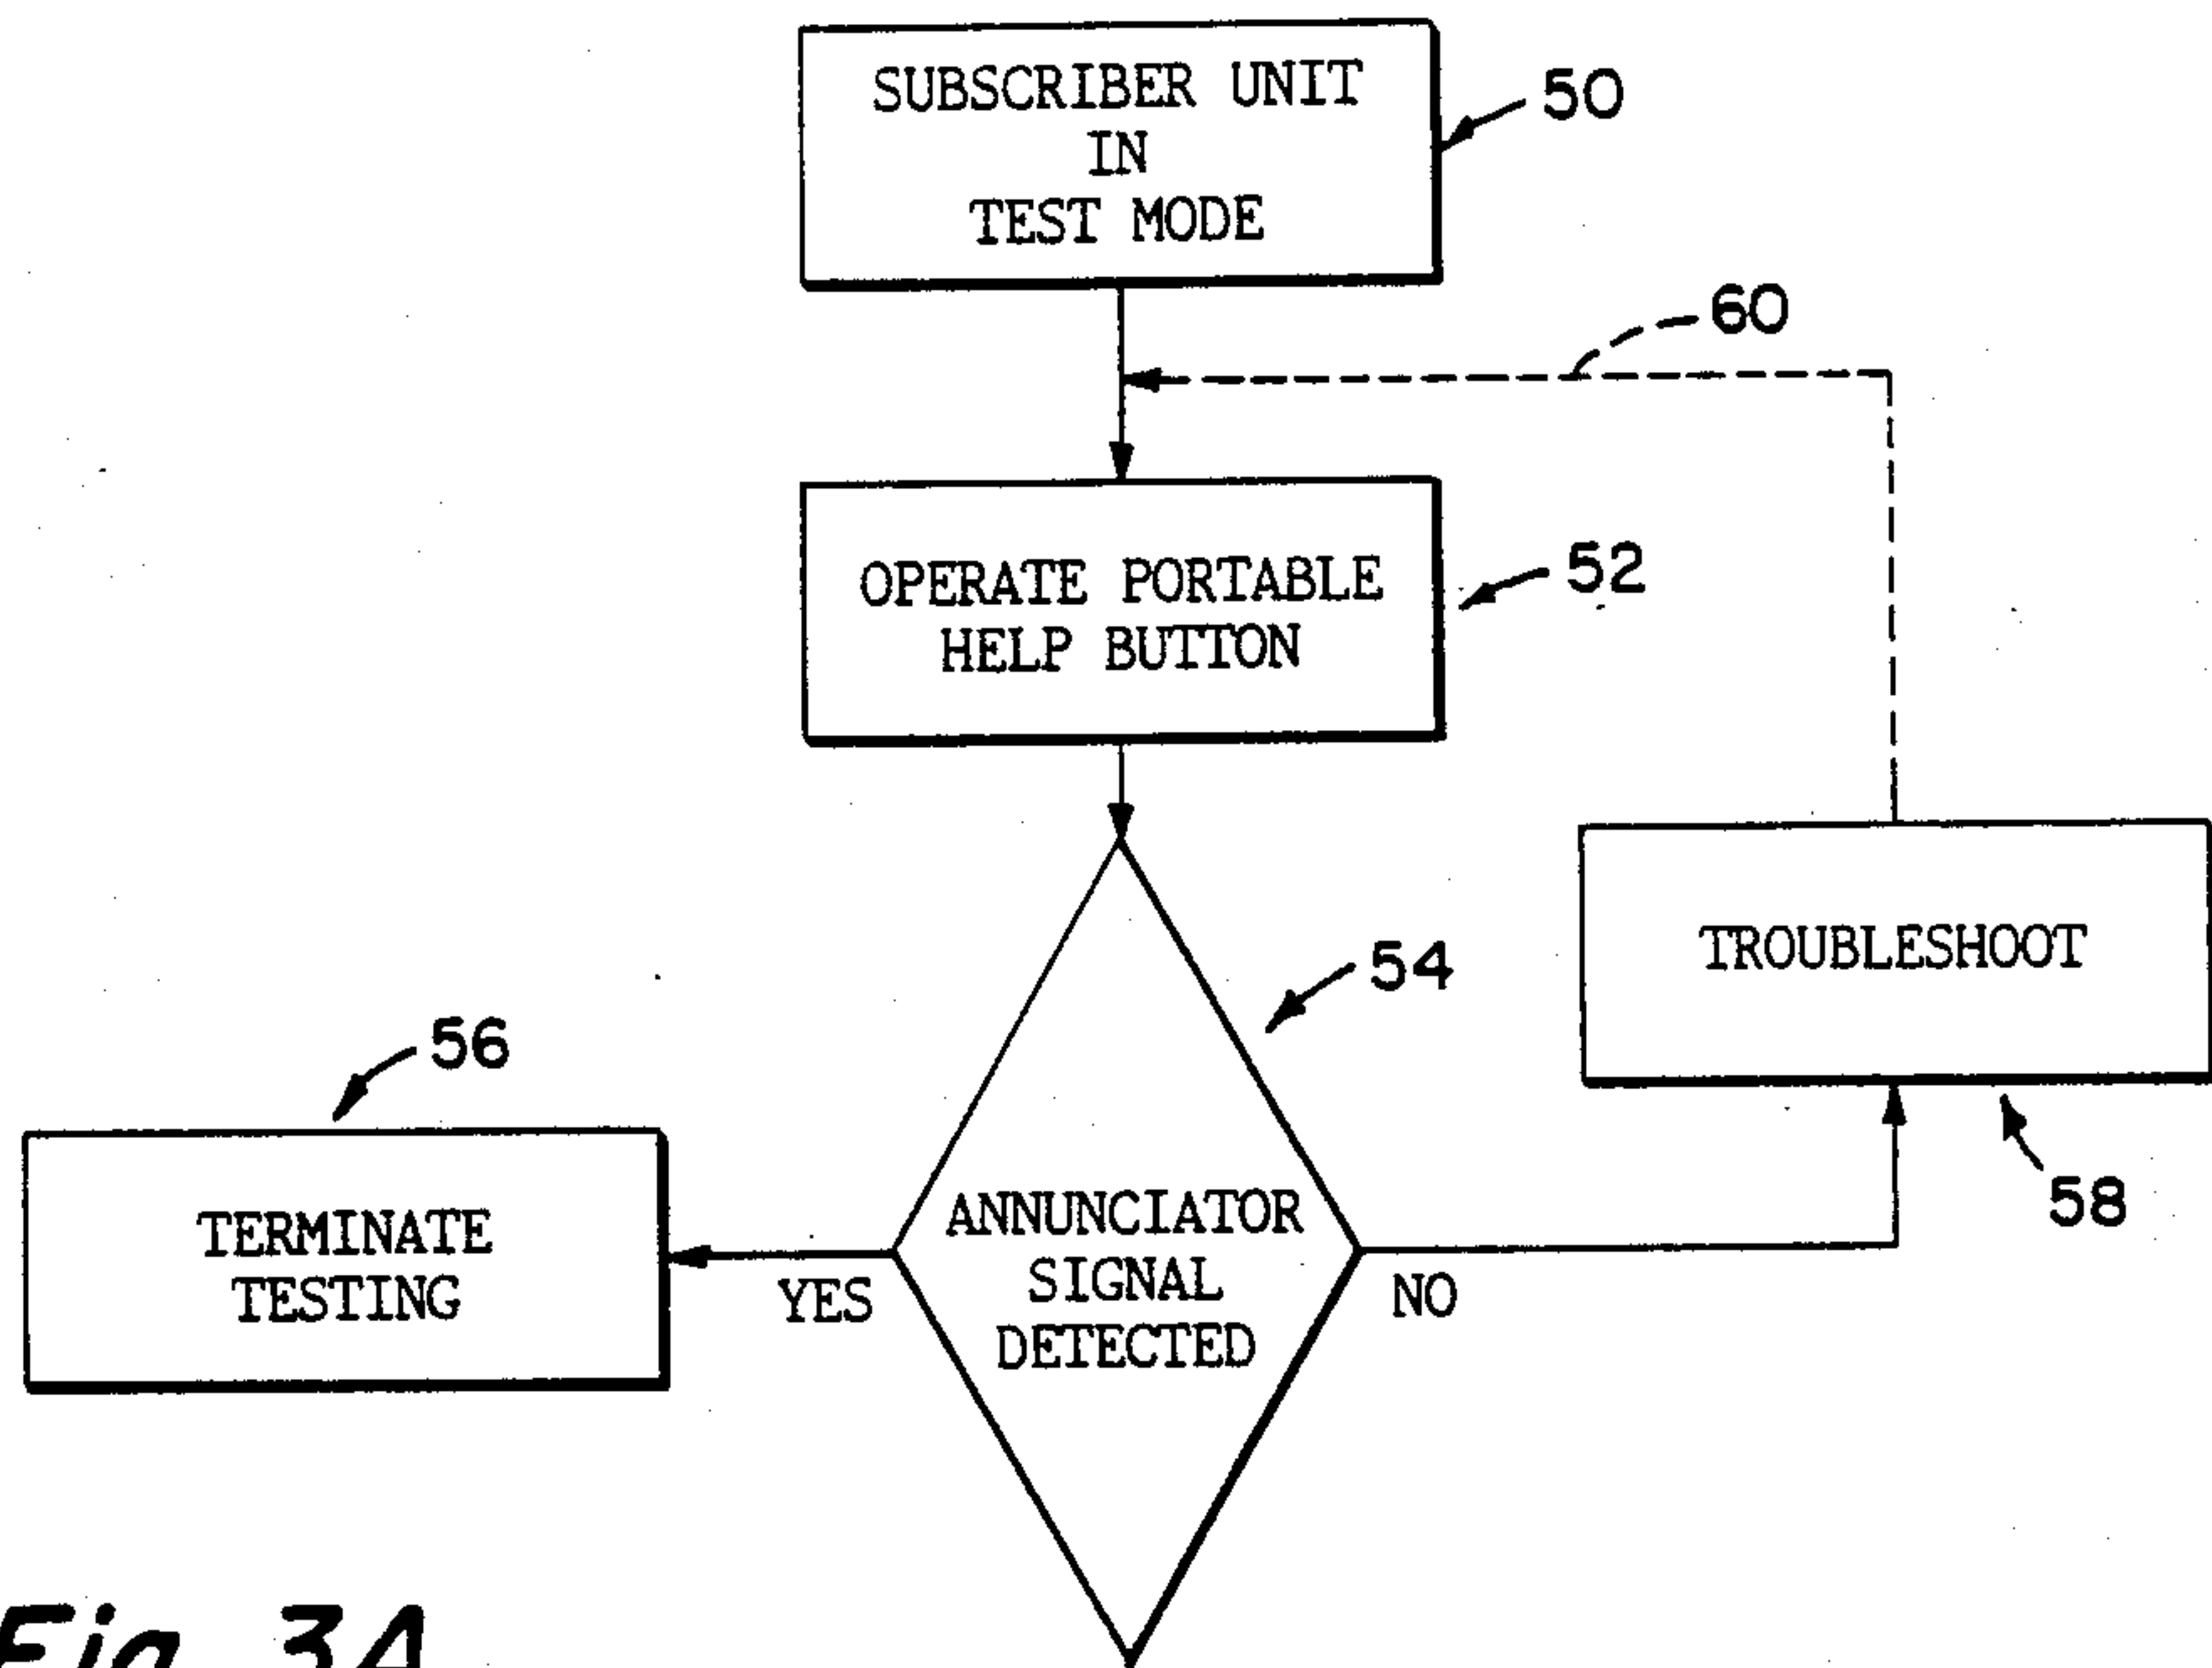 SUBSCRIBER UNIT
IN
TEST MODE
50
60
OPERATE PORTABLE
HELP BUTTON
52
54
TROUBLESHOOT
56
58
TERMINATE
TESTING
YES
ANNUNCIATOR
SIGNAL
DETECTED
NO
Fig. 3A